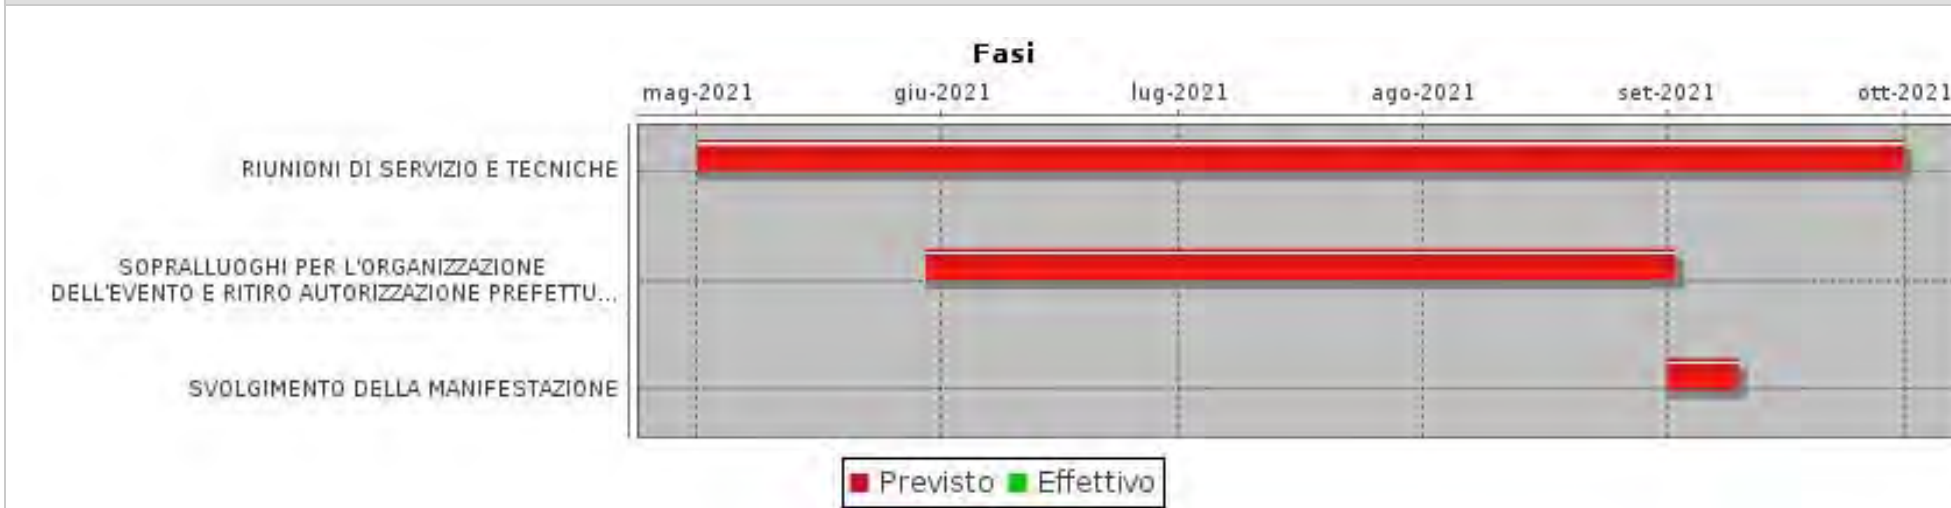 Fasi
mag-2021 giu-2021 lug-2021 ago-2021 set-2021 ott-2021
RIUNIONI DI SERVIZIO E TECNICHE
SOPRALLUOGHI PER L'ORGANIZZAZIONE
DELL'EVENTO E RITIRO AUTORIZZAZIONE PREFETTU...
SVOLGIMENTO DELLA MANIFESTAZIONE
Previsto Effettivo